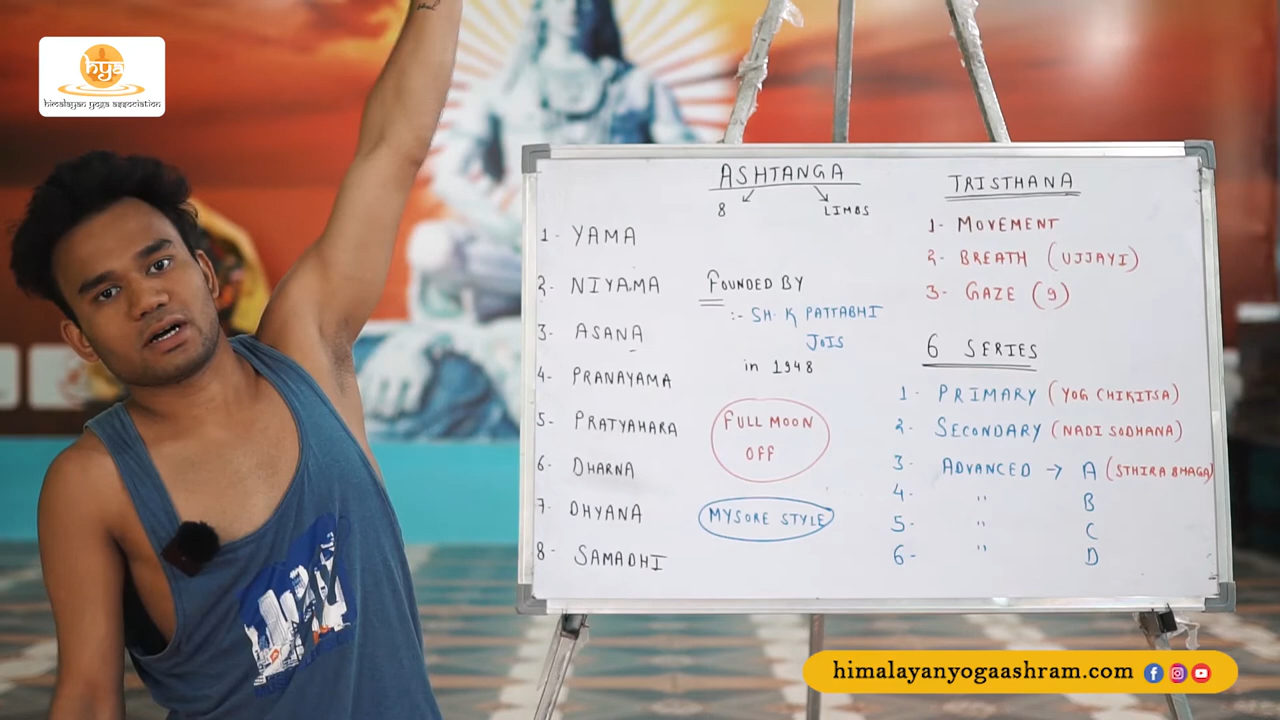 hya
himalayan yoga association
ASHTANGA
8 LIMBS
1- YAMA
2- NIYAMA
3- ASANA
4- PRANAYAMA
5- PRATYAHARA
6- DHARNA
7- DHYANA
8- SAMADHI
FOUNDED BY
:- SH. K PATTABHI
JOIS
in 1948
FULL MOON
OFF
MYSORE STYLE
TRISTHANA
1- MOVEMENT
2- BREATH (UJJAYI)
3- GAZE (9)
6 SERIES
1- PRIMARY (YOG CHIKITSA)
2- SECONDARY (NADI SODHANA)
3- ADVANCED → A (STHIRA BHAGA)
4- " B
5- " C
6- " D
himalayanyogaashram.com